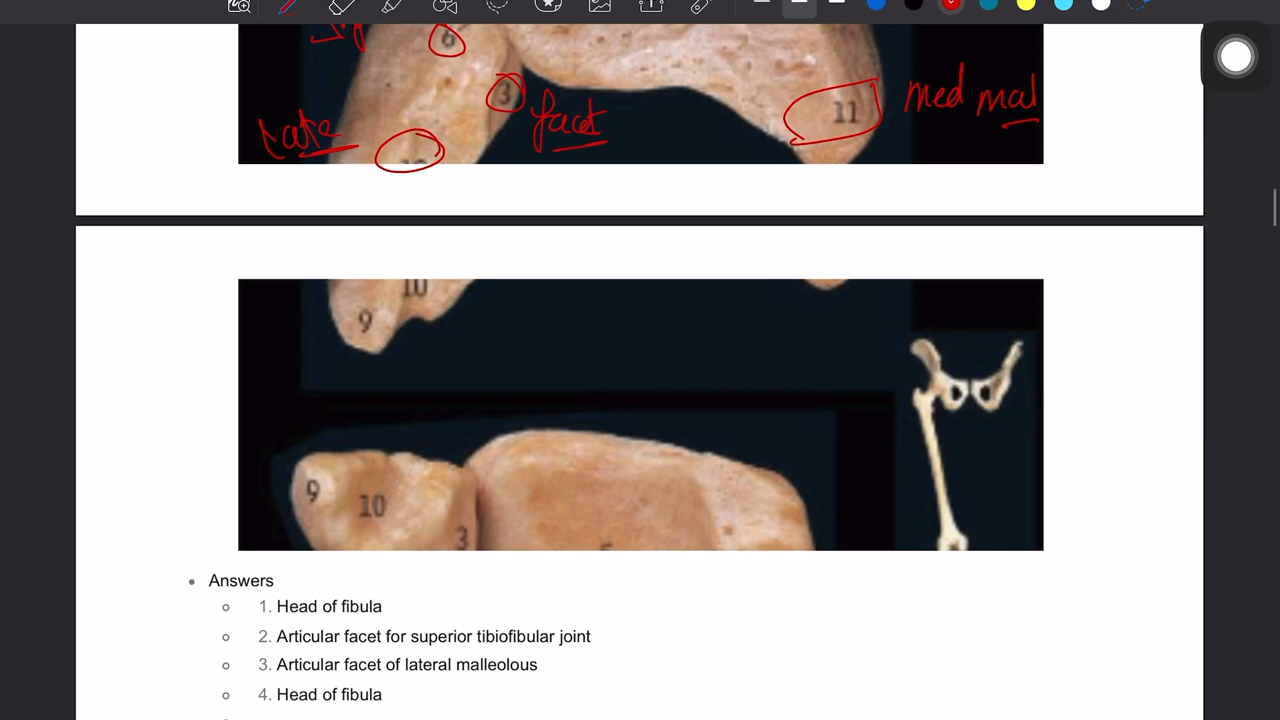 6
3
facet
11
med mal
late
10
9
9
10
3
Answers
1. Head of fibula
2. Articular facet for superior tibiofibular joint
3. Articular facet of lateral malleolous
4. Head of fibula